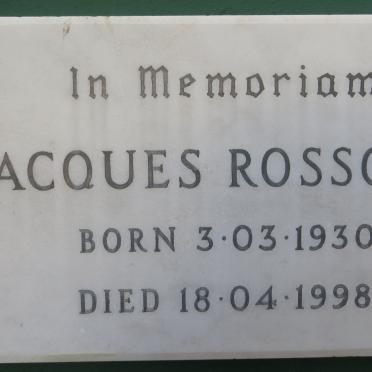 In Memoriam
ACQUES ROSSO
BORN 3·03·1930
DIED 18·04·1998